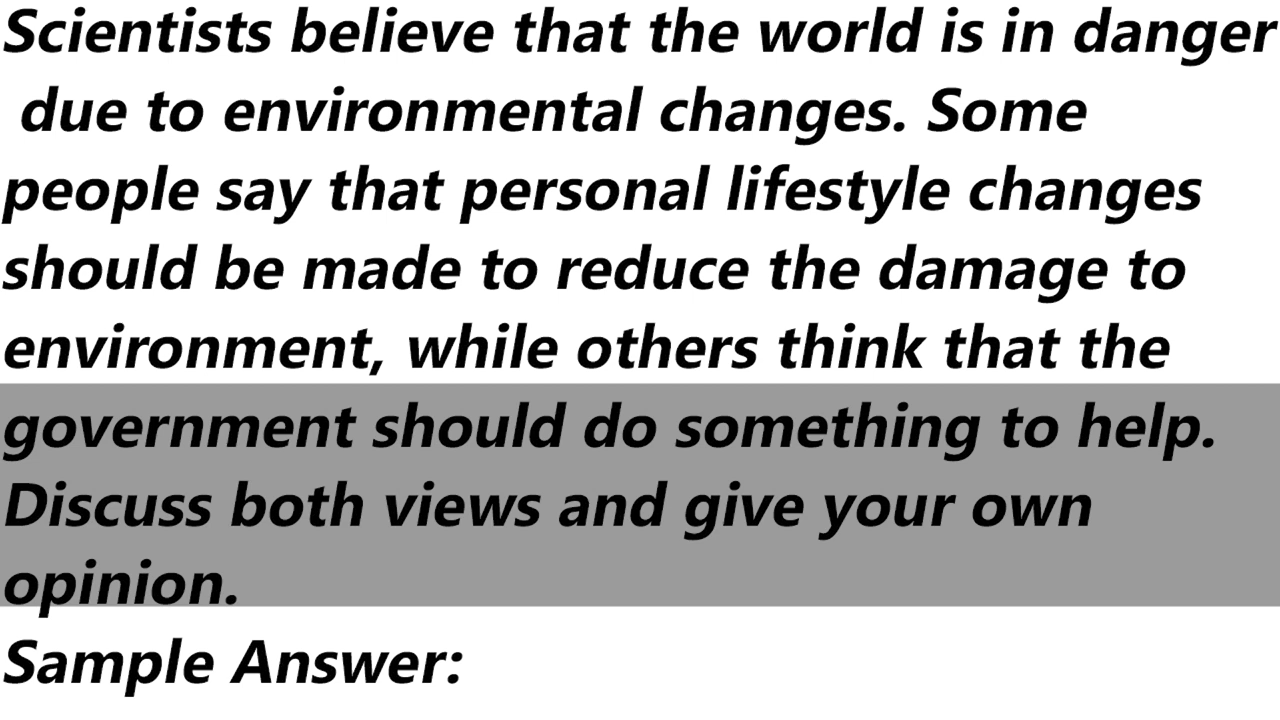 Scientists believe that the world is in danger
due to environmental changes. Some
people say that personal lifestyle changes
should be made to reduce the damage to
environment, while others think that the
government should do something to help.
Discuss both views and give your own
opinion.
Sample Answer: